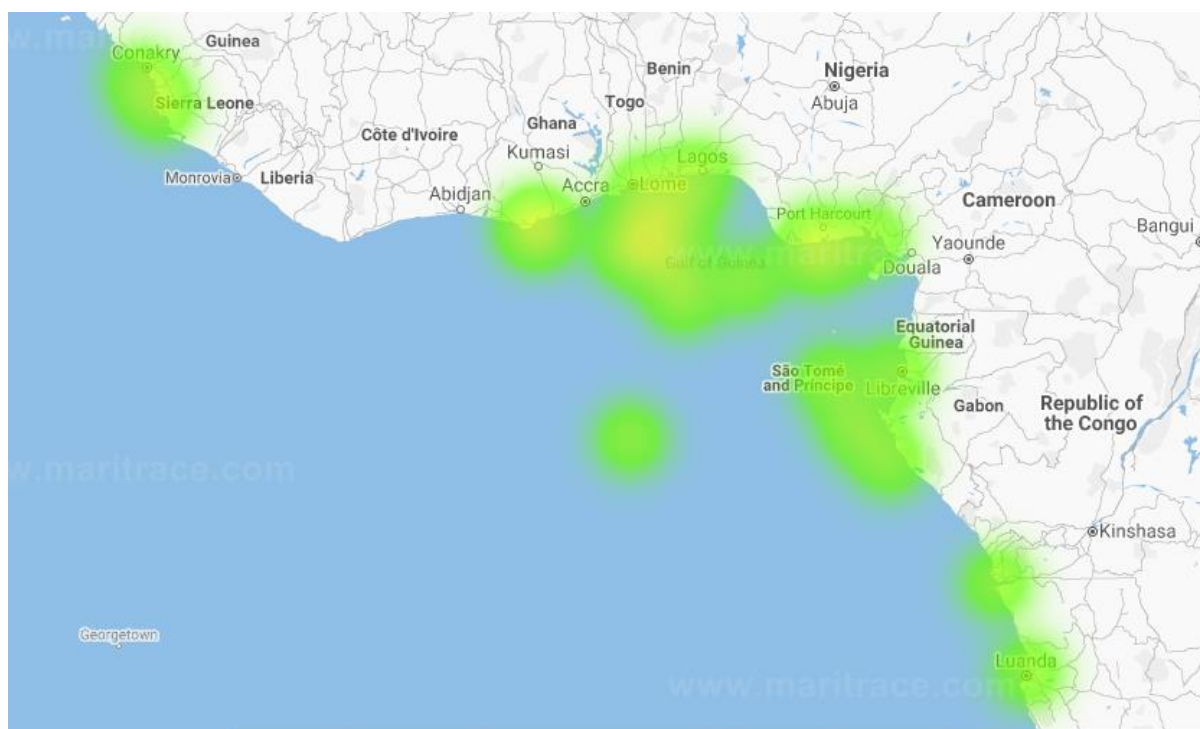 www.maritrace.com
Conakry
Guinea
Sierra Leone
Monrovia
Liberia
Côte d'Ivoire
Abidjan
Ghana
Kumasi
Accra
Togo
Benin
Lome
Lagos
Nigeria
Abuja
Port Harcourt
Gulf of Guinea
Cameroon
Yaounde
Douala
Bangui
Equatorial
Guinea
São Tomé
and Príncipe
Libreville
Gabon
Republic of
the Congo
w.maritrace.com
Kinshasa
Georgetown
Luanda
www.maritrace.com